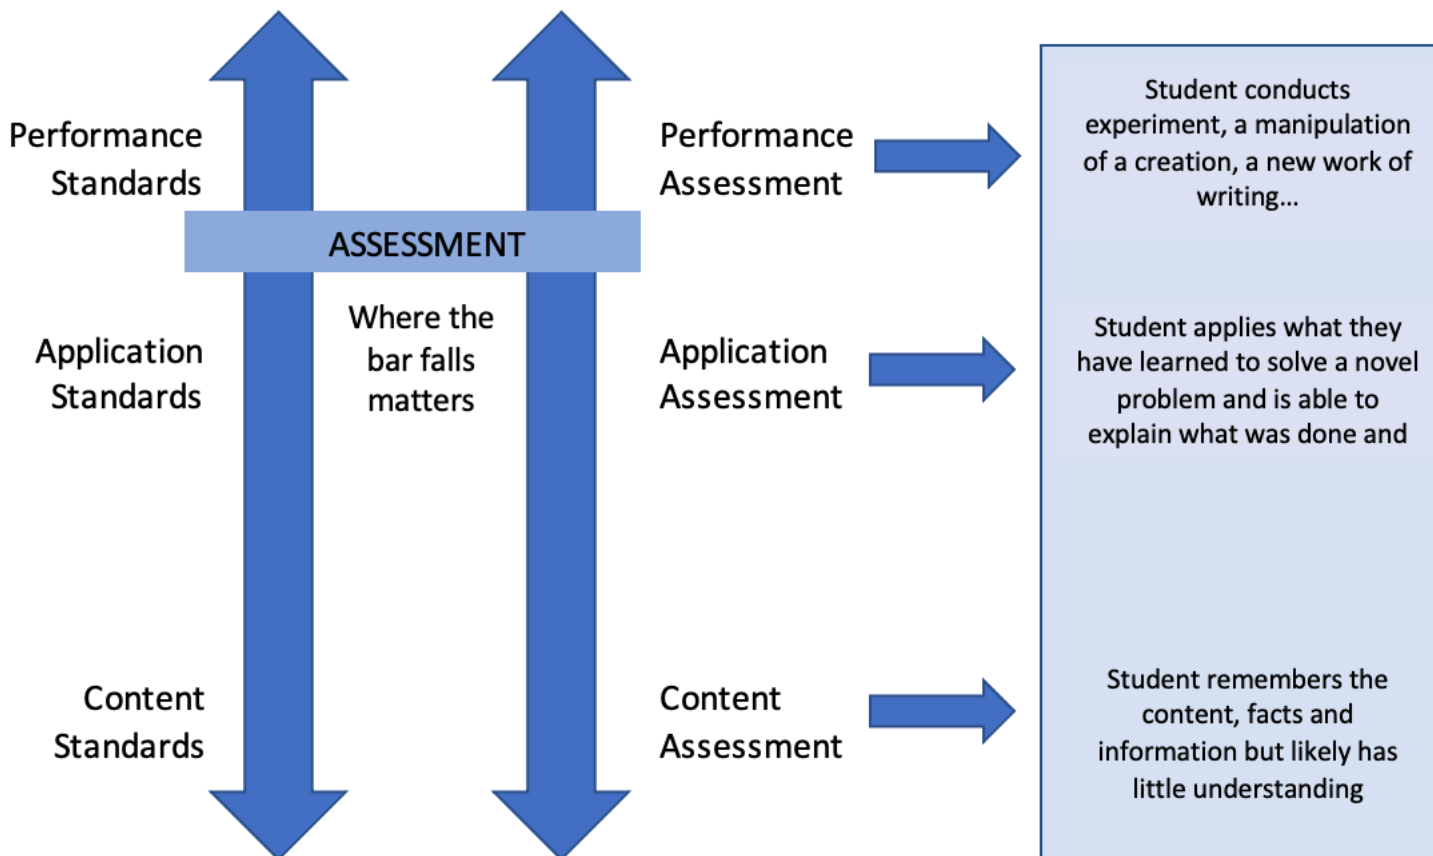 Performance
Standards
ASSESSMENT
Where the
bar falls
matters
Application
Standards
Content
Standards
Performance
Assessment
Application
Assessment
Content
Assessment
Student conducts
experiment, a manipulation
of a creation, a new work of
writing...
Student applies what they
have learned to solve a novel
problem and is able to
explain what was done and
Student remembers the
content, facts and
information but likely has
little understanding